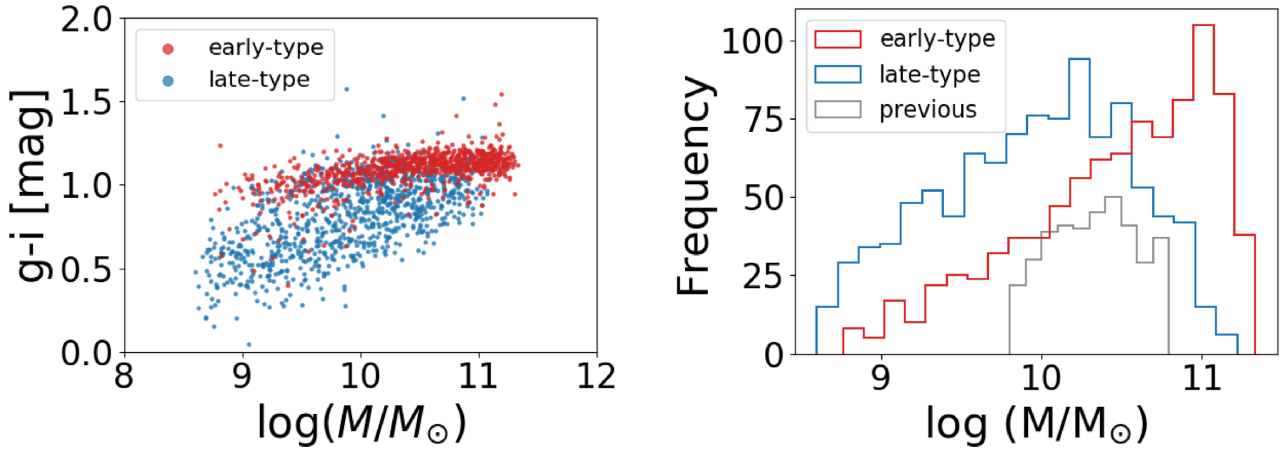 2.0
1.5
1.0
0.5
0.0
g-i [mag]
early-type
late-type
8 9 10 11 12
log(M/M⊙)
100
75
50
25
0
Frequency
early-type
late-type
previous
9 10 11
log (M/M⊙)